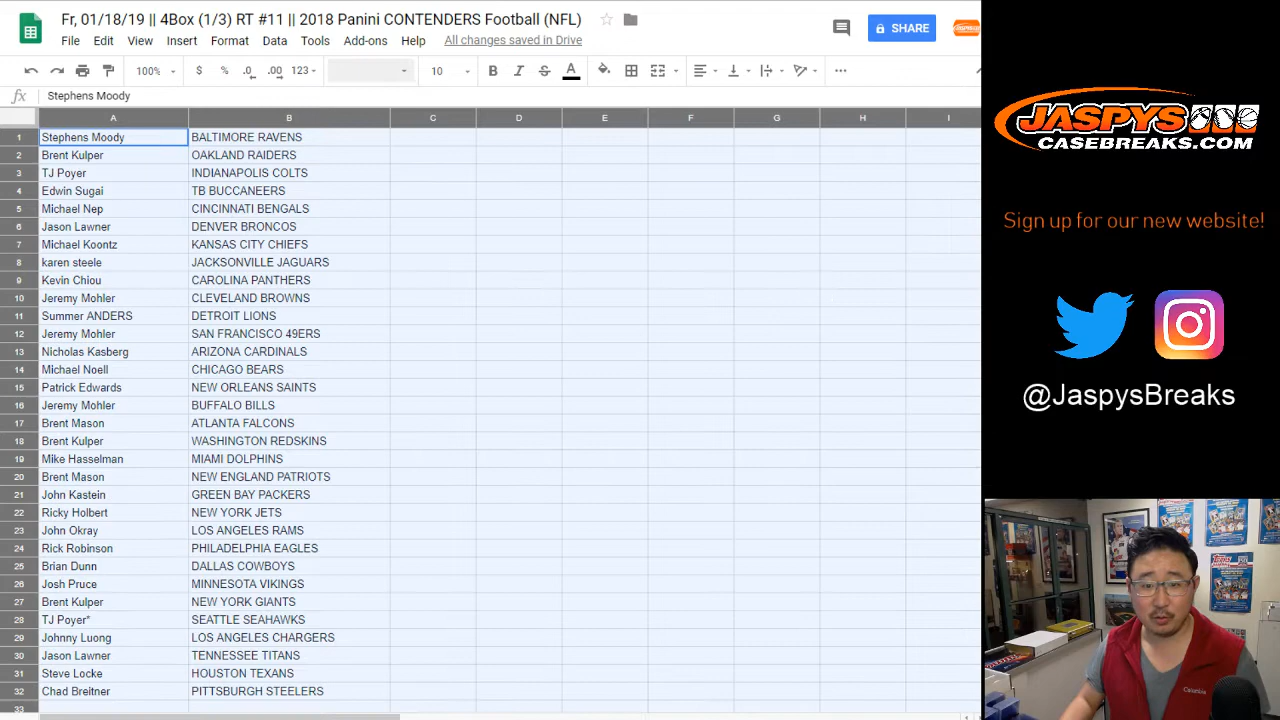 Fr, 01/18/19 || 4Box (1/3) RT #11 || 2018 Panini CONTENDERS Football (NFL)
File Edit View Insert Format Data Tools Add-ons Help All changes saved in Drive
SHARE
100% $ % .0 .00 123 10 B I S A
fx Stephens Moody
A B C D E F G H I
1 Stephens Moody BALTIMORE RAVENS
2 Brent Kulper OAKLAND RAIDERS
3 TJ Poyer INDIANAPOLIS COLTS
4 Edwin Sugai TB BUCCANEERS
5 Michael Nep CINCINNATI BENGALS
6 Jason Lawner DENVER BRONCOS
7 Michael Koontz KANSAS CITY CHIEFS
8 karen steele JACKSONVILLE JAGUARS
9 Kevin Chiou CAROLINA PANTHERS
10 Jeremy Mohler CLEVELAND BROWNS
11 Summer ANDERS DETROIT LIONS
12 Jeremy Mohler SAN FRANCISCO 49ERS
13 Nicholas Kasberg ARIZONA CARDINALS
14 Michael Noell CHICAGO BEARS
15 Patrick Edwards NEW ORLEANS SAINTS
16 Jeremy Mohler BUFFALO BILLS
17 Brent Mason ATLANTA FALCONS
18 Brent Kulper WASHINGTON REDSKINS
19 Mike Hasselman MIAMI DOLPHINS
20 Brent Mason NEW ENGLAND PATRIOTS
21 John Kastein GREEN BAY PACKERS
22 Ricky Holbert NEW YORK JETS
23 John Okray LOS ANGELES RAMS
24 Rick Robinson PHILADELPHIA EAGLES
25 Brian Dunn DALLAS COWBOYS
26 Josh Pruce MINNESOTA VIKINGS
27 Brent Kulper NEW YORK GIANTS
28 TJ Poyer* SEATTLE SEAHAWKS
29 Johnny Luong LOS ANGELES CHARGERS
30 Jason Lawner TENNESSEE TITANS
31 Steve Locke HOUSTON TEXANS
32 Chad Breitner PITTSBURGH STEELERS
33
JASPYS
CASEBREAKS.COM
Sign up for our new website!
@JaspysBreaks
Columbia